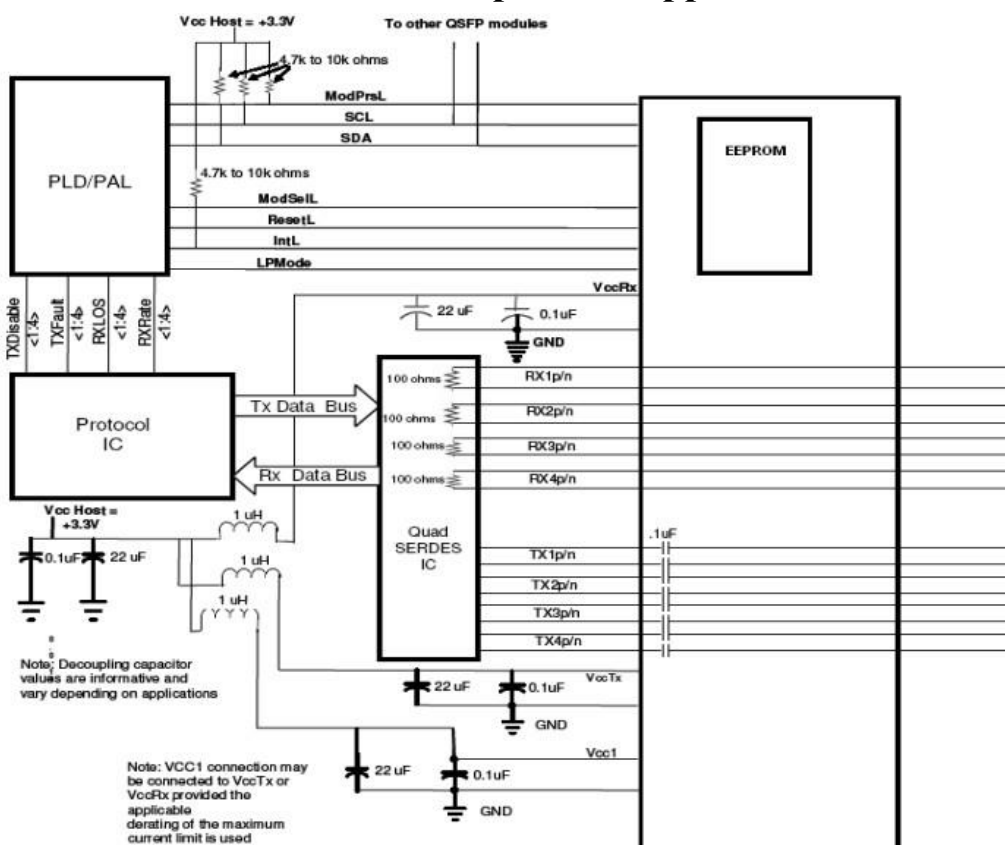 Vcc Host = +3.3V
To other QSFP modules
4.7k to 10k ohms
ModPrsL
SCL
SDA
EEPROM
PLD/PAL
4.7k to 10k ohms
ModSelL
ResetL
IntL
LPMode
VccRx
TXDisable
<1:4>
TXFault
<1:4>
RXLOS
<1:4>
RXRate
<1:4>
22 uF
0.1uF
GND
100 ohms
RX1p/n
Tx Data Bus
100 ohms
RX2p/n
Protocol
IC
100 ohms
RX3p/n
Rx Data Bus
100 ohms
RX4p/n
Vcc Host =
+3.3V
1 uH
0.1uF
22 uF
Quad
SERDES
IC
.1uF
TX1p/n
1 uH
TX2p/n
1 uH
TX3p/n
TX4p/n
Note: Decoupling capacitor
values are informative and
vary depending on applications
VccTx
22 uF
0.1uF
GND
Vcc1
Note: VCC1 connection may
be connected to VccTx or
VccRx provided the
applicable
derating of the maximum
current limit is used
22 uF
0.1uF
GND